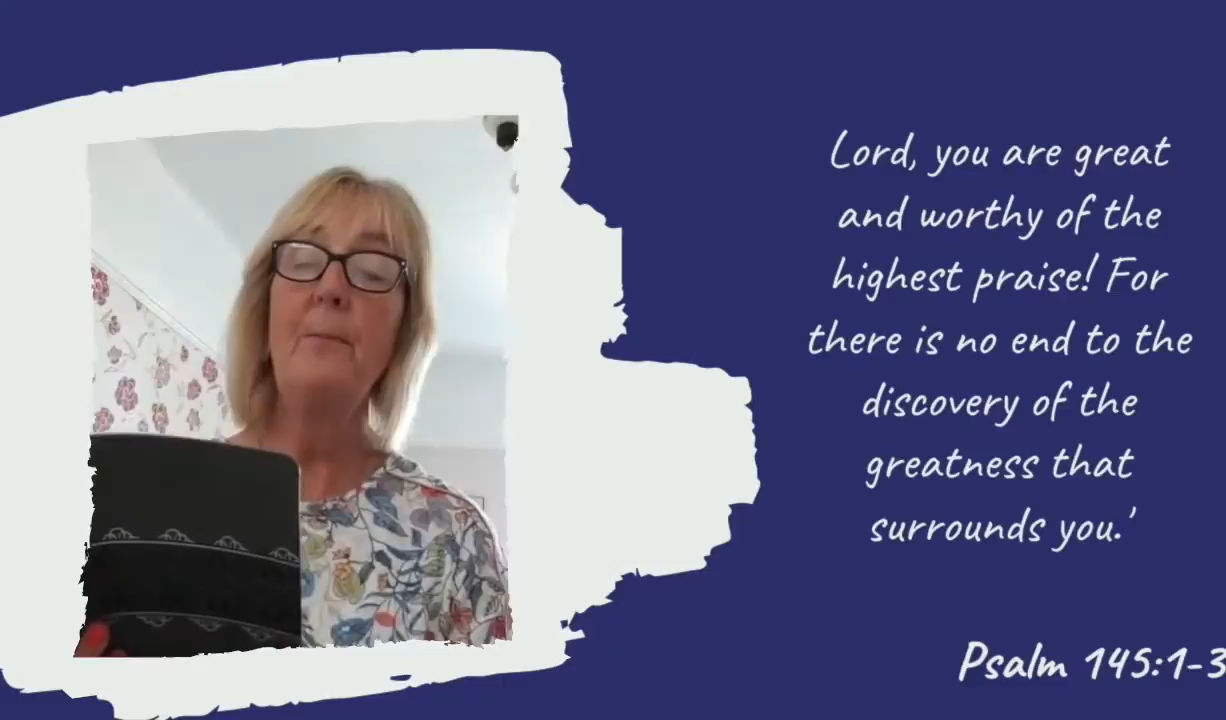 Lord, you are great
and worthy of the
highest praise! For
there is no end to the
discovery of the
greatness that
surrounds you.'
Psalm 145:1-3